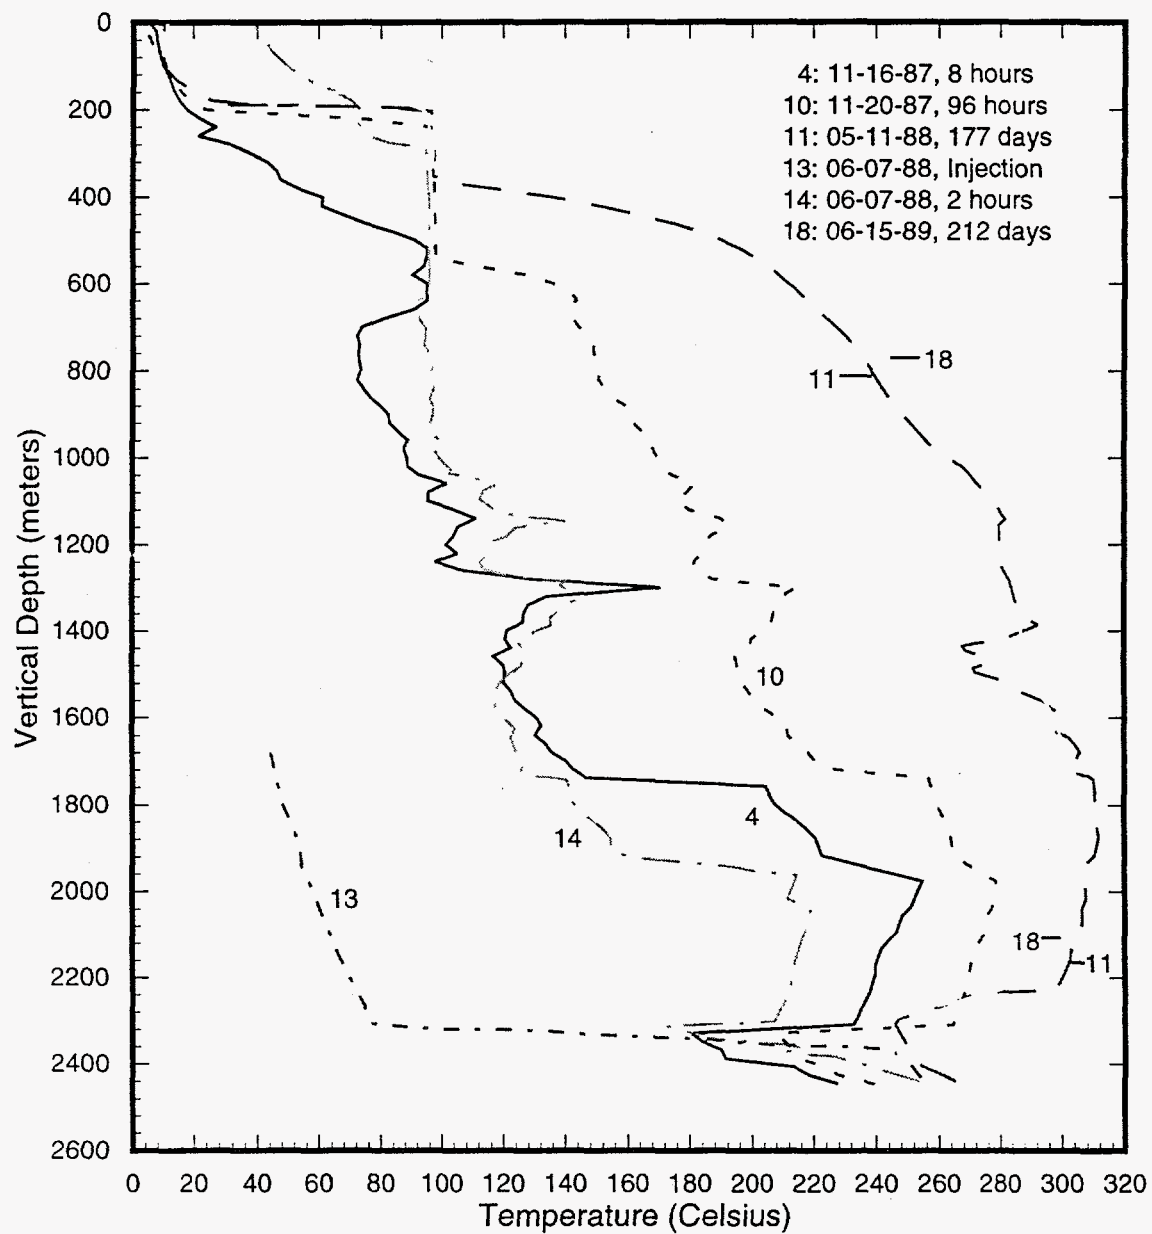 4: 11-16-87, 8 hours
10: 11-20-87, 96 hours
11: 05-11-88, 177 days
13: 06-07-88, Injection
14: 06-07-88, 2 hours
18: 06-15-89, 212 days
0
200
400
600
800
1000
1200
1400
1600
1800
2000
2200
2400
2600
Vertical Depth (meters)
18
11
10
4
14
13
18
11
0 20 40 60 80 100 120 140 160 180 200 220 240 260 280 300 320
Temperature (Celsius)